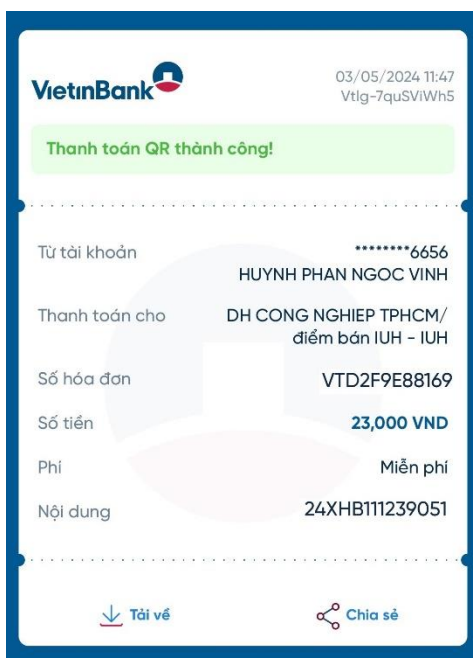 VietinBank
03/05/2024 11:47
Vtlg-7quSViWh5
Thanh toán QR thành công!
Từ tài khoản
********6656
HUYNH PHAN NGOC VINH
Thanh toán cho
DH CONG NGHIEP TPHCM/
điểm bán IUH - IUH
Số hóa đơn
VTD2F9E88169
Số tiền
23,000 VND
Phí
Miễn phí
Nội dung
24XHB111239051
Tải về
Chia sẻ